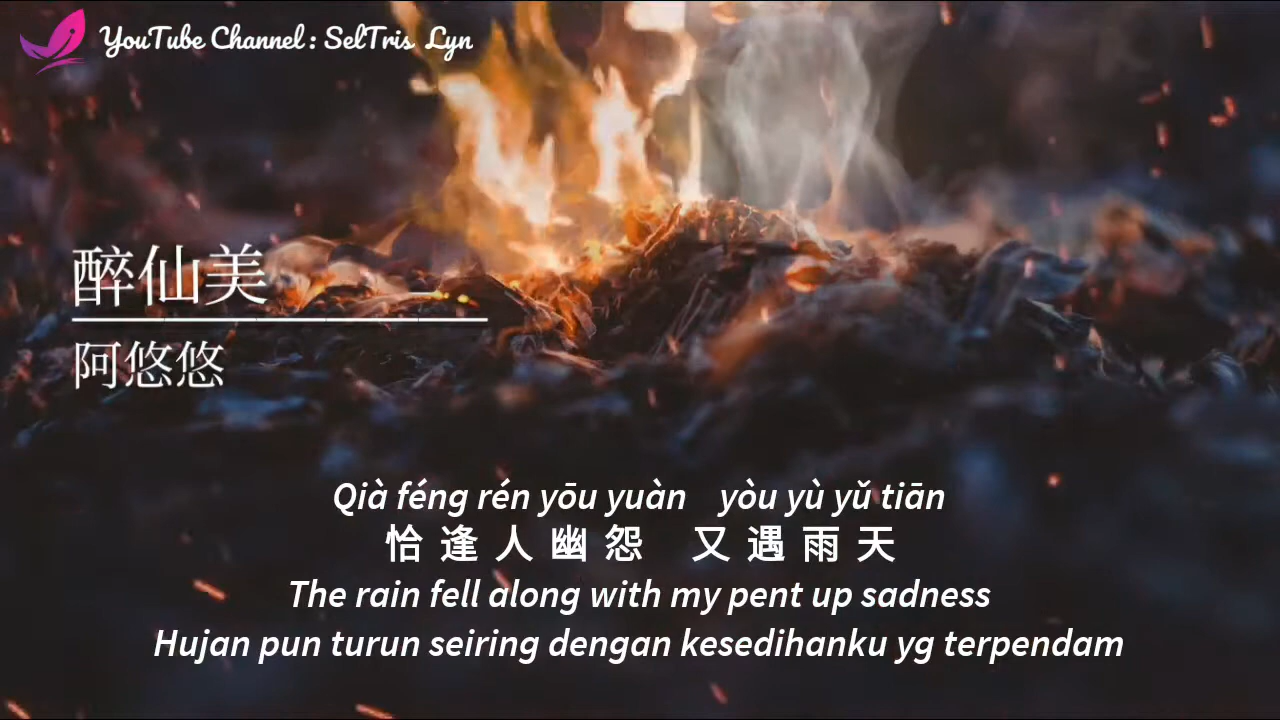 YouTube Channel : SelTris Lyn
醉仙美
阿悠悠
Qià féng rén yōu yuàn yòu yù yǔ tiān
恰逢人幽怨 又遇雨天
The rain fell along with my pent up sadness
Hujan pun turun seiring dengan kesedihanku yg terpendam